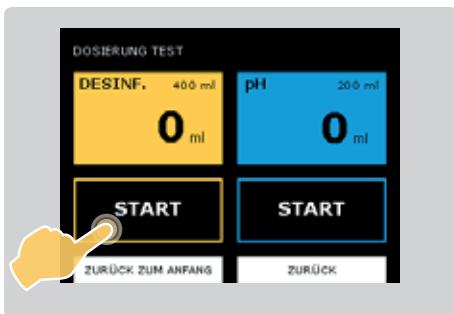 DOSIERUNG TEST
DESINF. 400 ml
0 ml
pH 200 ml
0 ml
START
START
ZURÜCK ZUM ANFANG
ZURÜCK